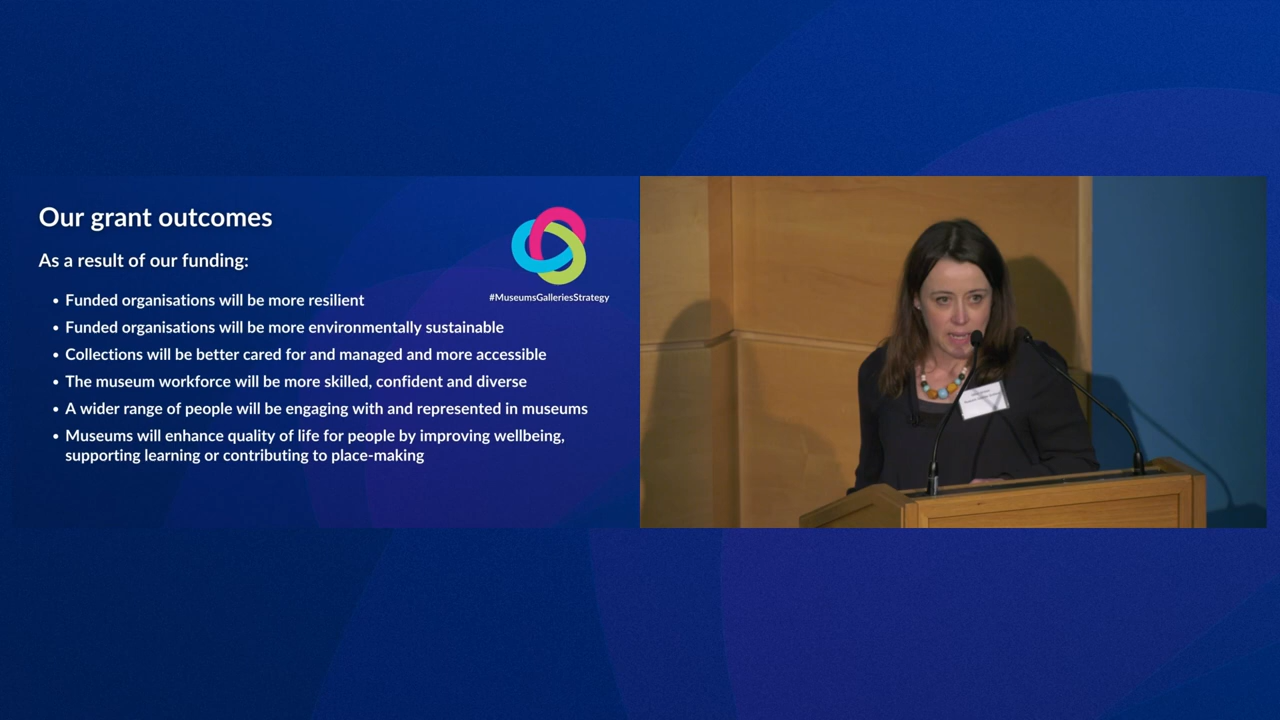 Our grant outcomes
As a result of our funding:
#MuseumsGalleriesStrategy
• Funded organisations will be more resilient
• Funded organisations will be more environmentally sustainable
• Collections will be better cared for and managed and more accessible
• The museum workforce will be more skilled, confident and diverse
• A wider range of people will be engaging with and represented in museums
• Museums will enhance quality of life for people by improving wellbeing,
supporting learning or contributing to place-making